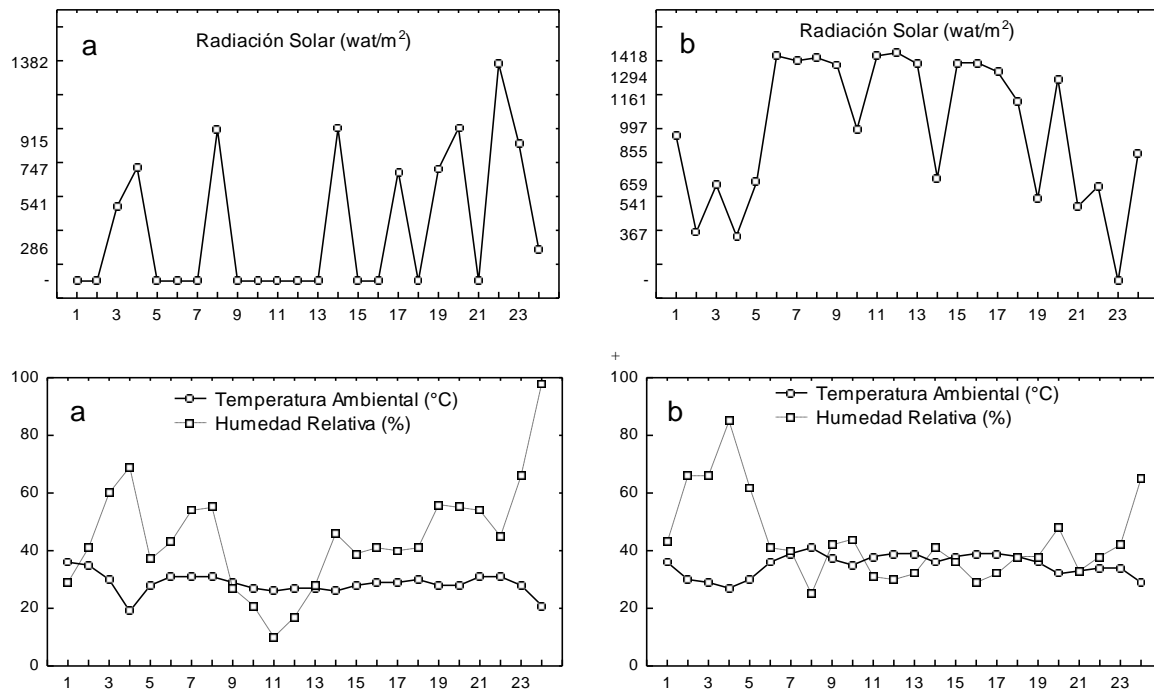 a
Radiación Solar (wat/m²)
1382
915
747
541
286
-
1 3 5 7 9 11 13 15 17 19 21 23
b
Radiación Solar (wat/m²)
1418
1294
1161
997
855
659
541
367
-
1 3 5 7 9 11 13 15 17 19 21 23
a
Temperatura Ambiental (°C)
Humedad Relativa (%)
100
80
60
40
20
0
1 3 5 7 9 11 13 15 17 19 21 23
+
b
Temperatura Ambiental (°C)
Humedad Relativa (%)
100
80
60
40
20
0
1 3 5 7 9 11 13 15 17 19 21 23